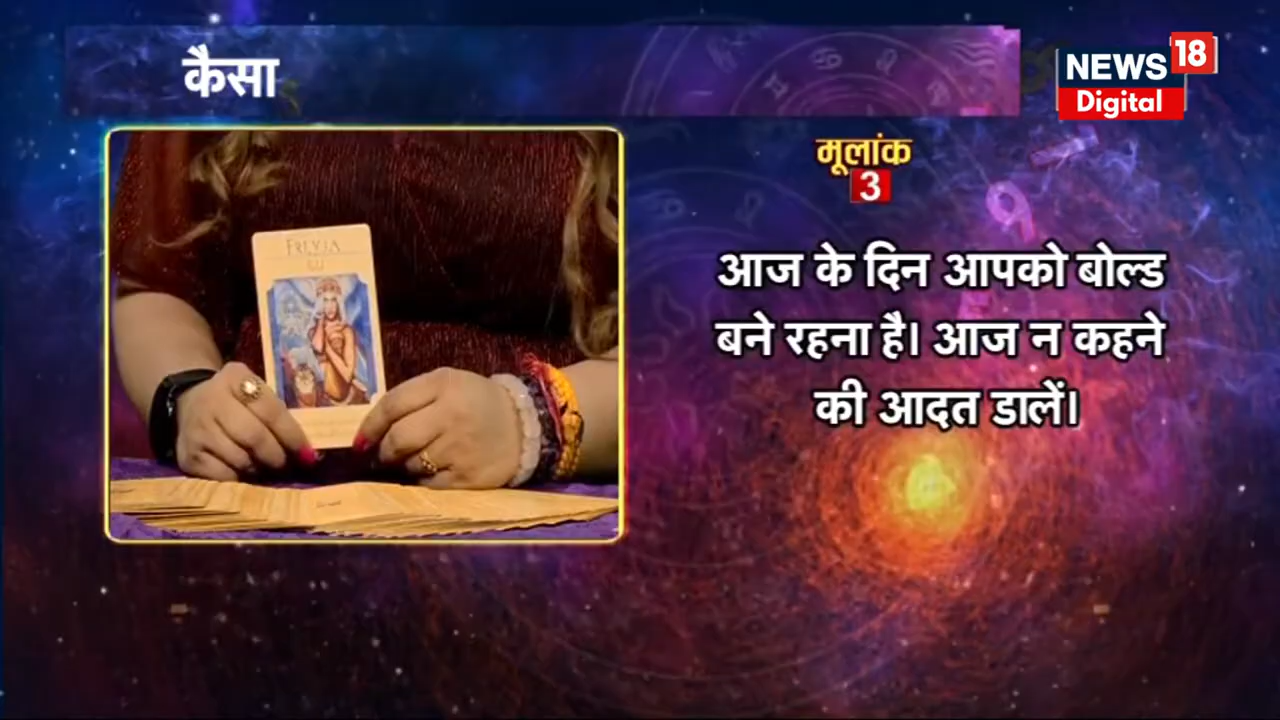 कैसा
NEWS 18
Digital
मूलांक
3
FREYJA
आज के दिन आपको बोल्ड
बने रहना है। आज न कहने
की आदत डालें।